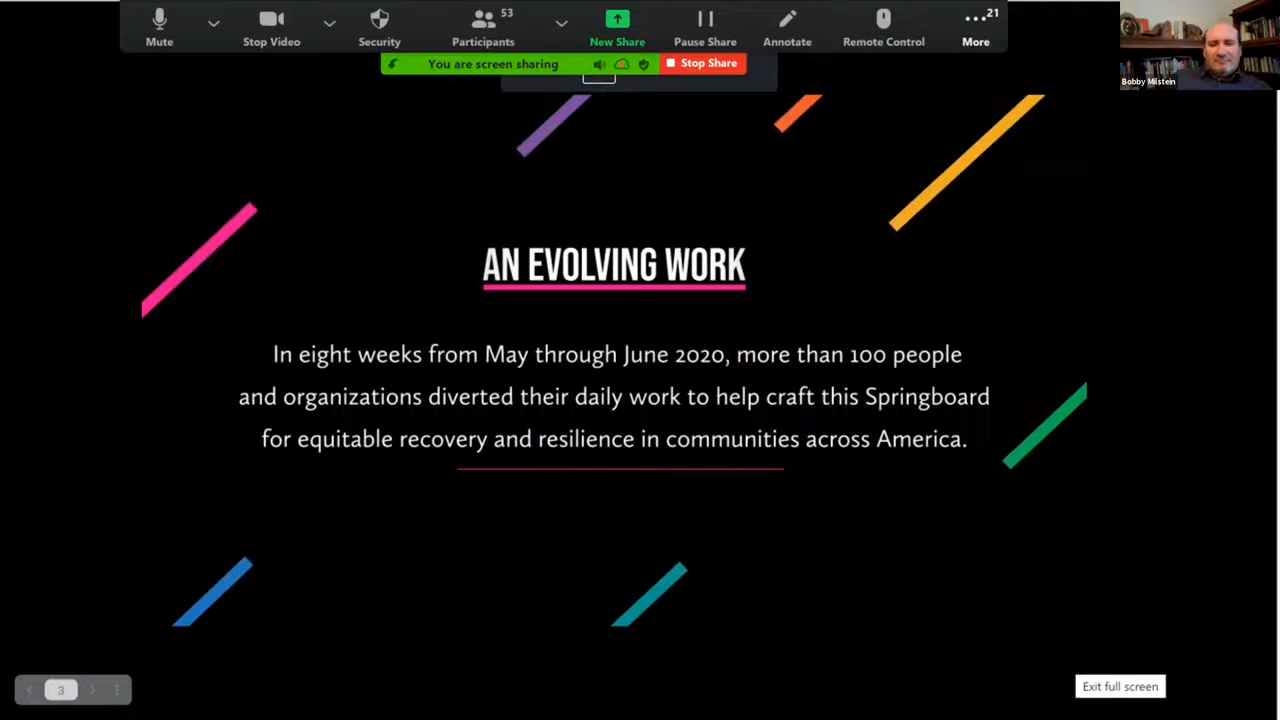 53
21
Mute
Stop Video
Security
Participants
New Share
Pause Share
Annotate
Remote Control
More
You are screen sharing
Stop Share
Bobby Milstein
AN EVOLVING WORK
In eight weeks from May through June 2020, more than 100 people
and organizations diverted their daily work to help craft this Springboard
for equitable recovery and resilience in communities across America.
3
Exit full screen